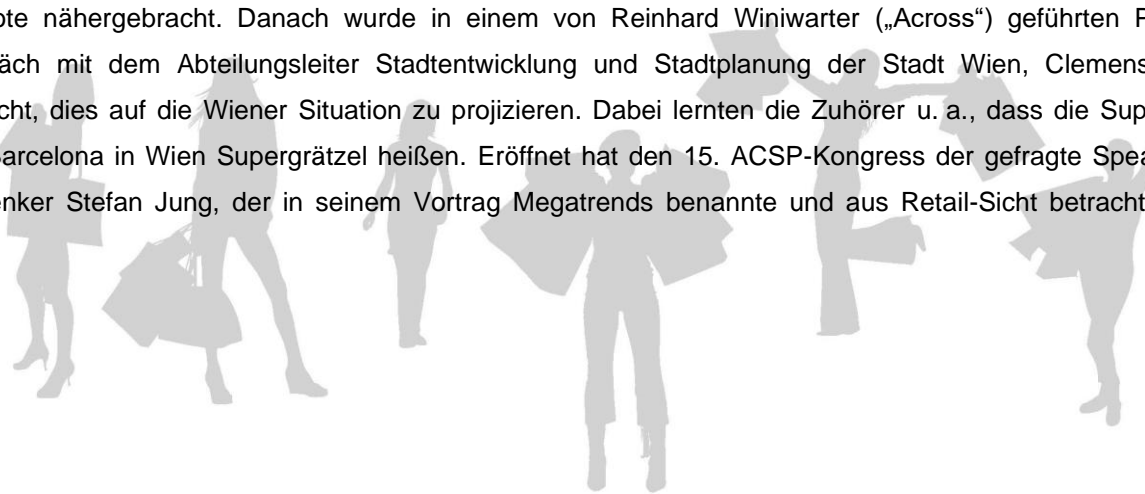 ote nähergebracht. Danach wurde in einem von Reinhard Winiwarter („Across“) geführten
äch mit dem Abteilungsleiter Stadtentwicklung und Stadtplanung der Stadt Wien, Clemens
cht, dies auf die Wiener Situation zu projizieren. Dabei lernten die Zuhörer u. a., dass die Sup
Barcelona in Wien Supergrätzel heißen. Eröffnet hat den 15. ACSP-Kongress der gefragte Spea
enker Stefan Jung, der in seinem Vortrag Megatrends benannte und aus Retail-Sicht betracht